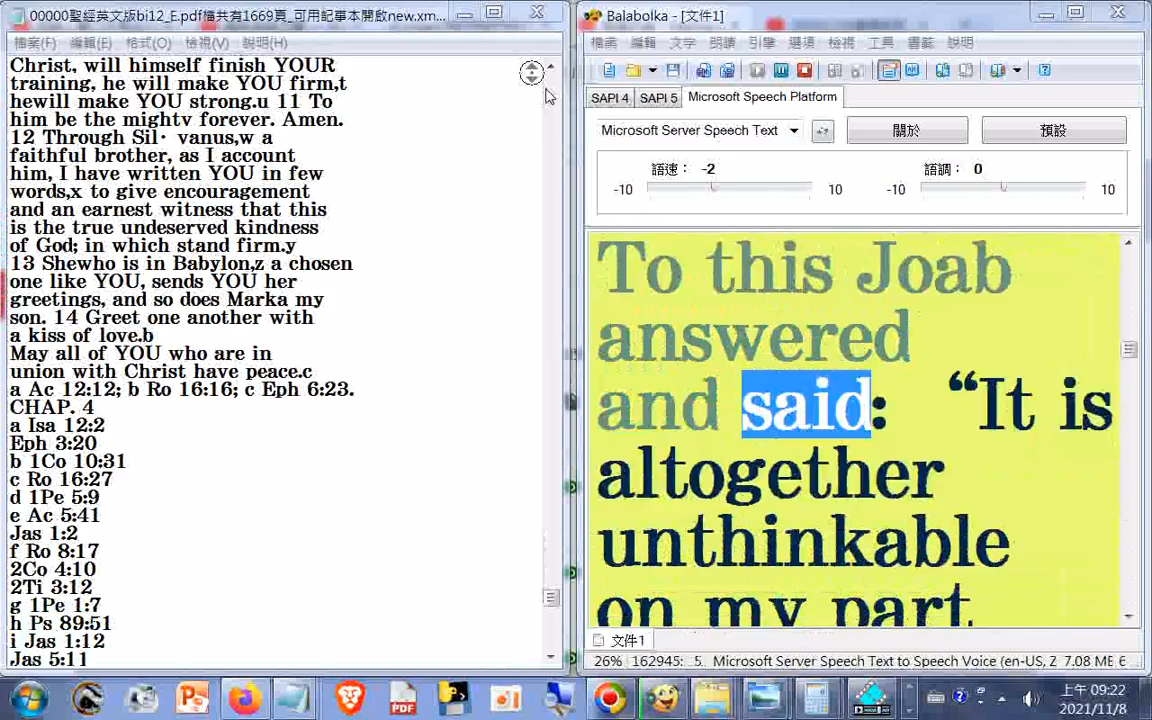 00000聖經英文版bi12_E.pdf檔共有1669頁_可用記事本開啟new.xm...
檔案(F) 編輯(E) 格式(O) 檢視(V) 說明(H)
Christ, will himself finish YOUR
training, he will make YOU firm,t
hewill make YOU strong.u 11 To
him be the mightv forever. Amen.
12 Through Sil· vanus,w a
faithful brother, as I account
him, I have written YOU in few
words,x to give encouragement
and an earnest witness that this
is the true undeserved kindness
of God; in which stand firm.y
13 Shewho is in Babylon,z a chosen
one like YOU, sends YOU her
greetings, and so does Marka my
son. 14 Greet one another with
a kiss of love.b
May all of YOU who are in
union with Christ have peace.c
a Ac 12:12; b Ro 16:16; c Eph 6:23.
CHAP. 4
a Isa 12:2
Eph 3:20
b 1Co 10:31
c Ro 16:27
d 1Pe 5:9
e Ac 5:41
Jas 1:2
f Ro 8:17
2Co 4:10
2Ti 3:12
g 1Pe 1:7
h Ps 89:51
i Jas 1:12
Jas 5:11
Balabolka - [文件1]
檔案 編輯 文字 朗讀 引擎 選項 檢視 工具 書籤 說明
SAPI 4 SAPI 5 Microsoft Speech Platform
Microsoft Server Speech Text 關於 預設
語速: -2 語調: 0
-10 10 -10 10
To this Joab
answered
and said: “It is
altogether
unthinkable
on my part
文件1
26% 162945: 5. Microsoft Server Speech Text to Speech Voice (en-US, Z 7.08 MB 6
PDF
上午 09:22
2021/11/8